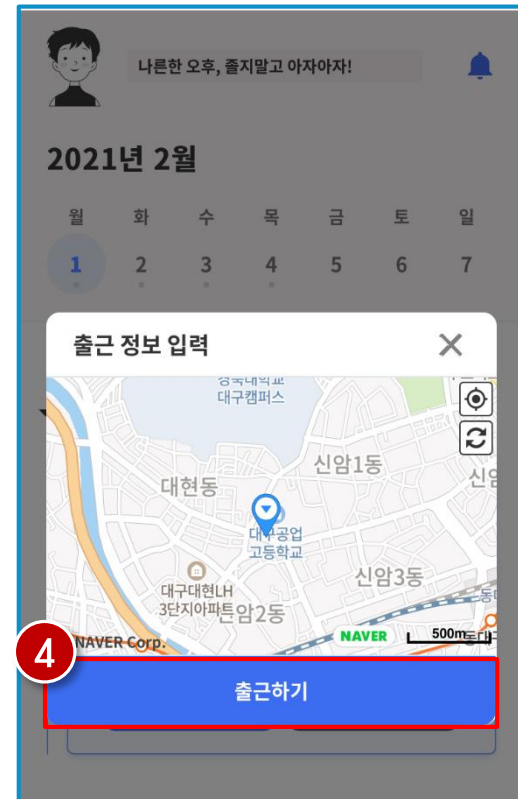 나른한 오후, 졸지말고 아자아자!
2021년 2월
월 화 수 목 금 토 일
1 2 3 4 5 6 7
출근 정보 입력
대구캠퍼스
신암1동
대현동
대구공업
고등학교
신암3동
대구대현LH
3단지아파트
신암2동
NAVER
500m
NAVER Corp.
4
출근하기